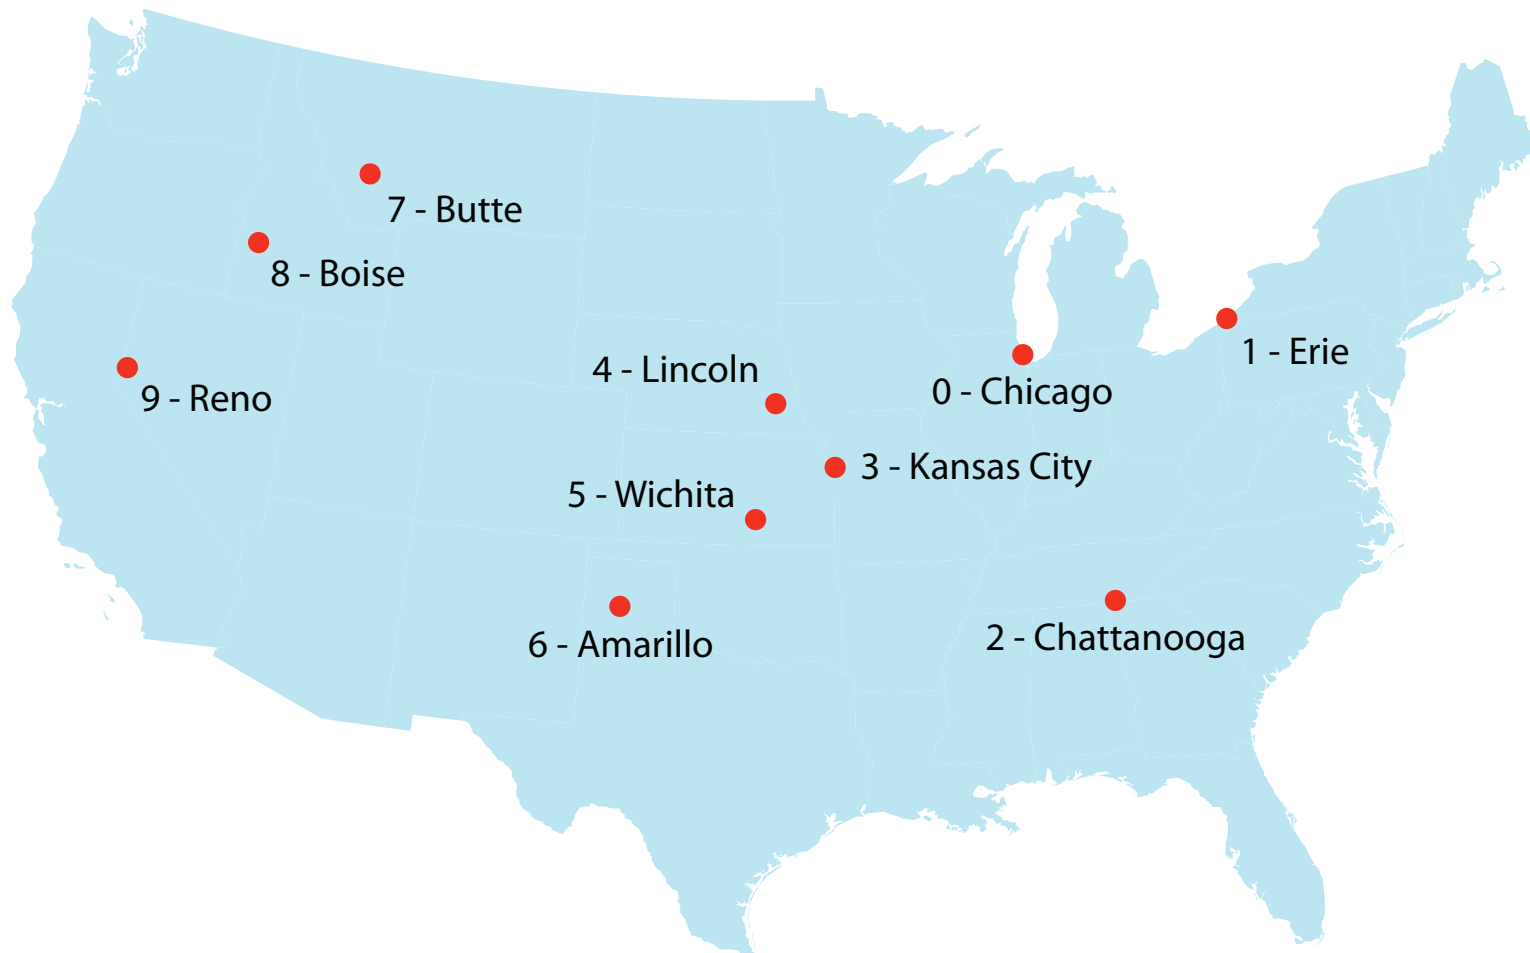 7 - Butte
8 - Boise
1 - Erie
4 - Lincoln
0 - Chicago
9 - Reno
3 - Kansas City
5 - Wichita
2 - Chattanooga
6 - Amarillo